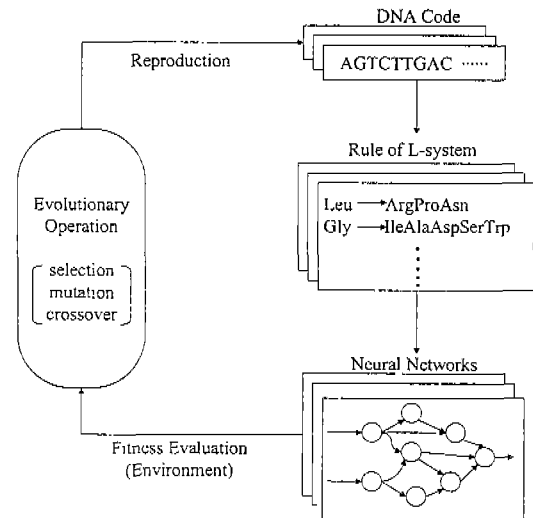 DNA Code
AGTCTTGAC ......
Reproduction
Rule of L-system
Leu → ArgProAsn
Gly → IleAlaAspSerTrp
Evolutionary
Operation
selection
mutation
crossover
Neural Networks
Fitness Evaluation
(Environment)